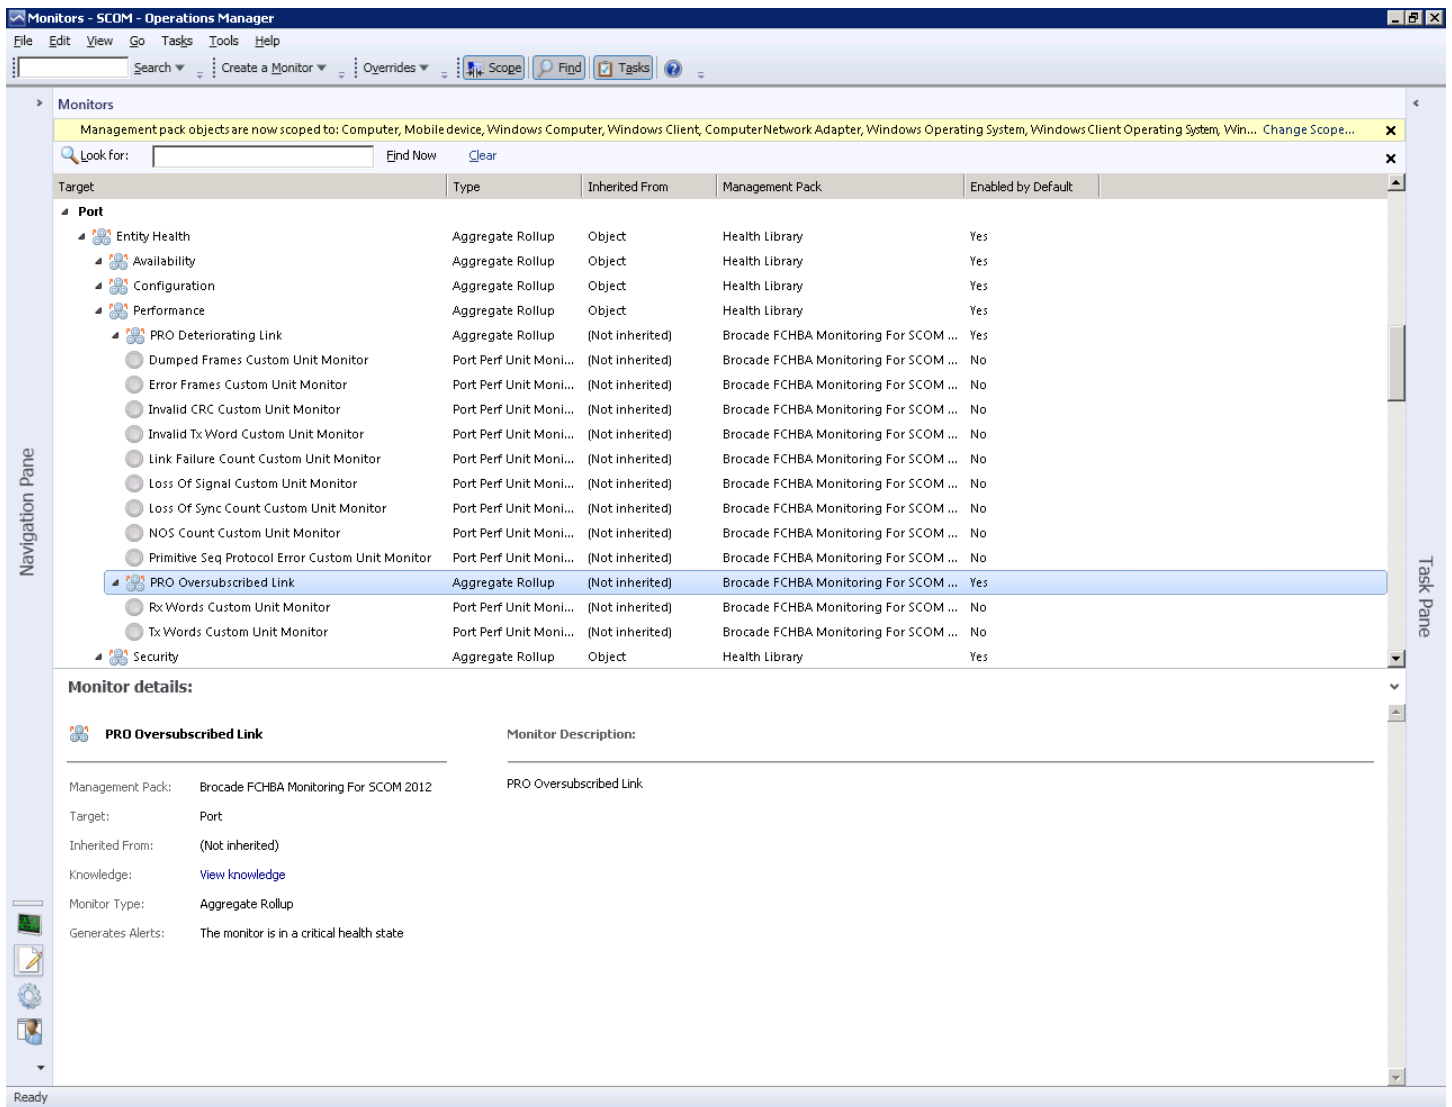 Monitors - SCOM - Operations Manager
File Edit View Go Tasks Tools Help
Search Create a Monitor Overrides Scope Find Tasks
Monitors
Management pack objects are now scoped to: Computer, Mobile device, Windows Computer, Windows Client, Computer Network Adapter, Windows Operating System, Windows Client Operating System, Win... Change Scope...
Look for: Find Now Clear
Target Type Inherited From Management Pack Enabled by Default
Port
Entity Health Aggregate Rollup Object Health Library Yes
Availability Aggregate Rollup Object Health Library Yes
Configuration Aggregate Rollup Object Health Library Yes
Performance Aggregate Rollup Object Health Library Yes
PRO Deteriorating Link Aggregate Rollup (Not inherited) Brocade FCHBA Monitoring For SCOM ... Yes
Dumped Frames Custom Unit Monitor Port Perf Unit Moni... (Not inherited) Brocade FCHBA Monitoring For SCOM ... No
Error Frames Custom Unit Monitor Port Perf Unit Moni... (Not inherited) Brocade FCHBA Monitoring For SCOM ... No
Invalid CRC Custom Unit Monitor Port Perf Unit Moni... (Not inherited) Brocade FCHBA Monitoring For SCOM ... No
Invalid Tx Word Custom Unit Monitor Port Perf Unit Moni... (Not inherited) Brocade FCHBA Monitoring For SCOM ... No
Link Failure Count Custom Unit Monitor Port Perf Unit Moni... (Not inherited) Brocade FCHBA Monitoring For SCOM ... No
Loss Of Signal Custom Unit Monitor Port Perf Unit Moni... (Not inherited) Brocade FCHBA Monitoring For SCOM ... No
Loss Of Sync Count Custom Unit Monitor Port Perf Unit Moni... (Not inherited) Brocade FCHBA Monitoring For SCOM ... No
NOS Count Custom Unit Monitor Port Perf Unit Moni... (Not inherited) Brocade FCHBA Monitoring For SCOM ... No
Primitive Seq Protocol Error Custom Unit Monitor Port Perf Unit Moni... (Not inherited) Brocade FCHBA Monitoring For SCOM ... No
PRO Oversubscribed Link Aggregate Rollup (Not inherited) Brocade FCHBA Monitoring For SCOM ... Yes
Rx Words Custom Unit Monitor Port Perf Unit Moni... (Not inherited) Brocade FCHBA Monitoring For SCOM ... No
Tx Words Custom Unit Monitor Port Perf Unit Moni... (Not inherited) Brocade FCHBA Monitoring For SCOM ... No
Security Aggregate Rollup Object Health Library Yes
Navigation Pane
Task Pane
Monitor details:
PRO Oversubscribed Link Monitor Description:
Management Pack: Brocade FCHBA Monitoring For SCOM 2012 PRO Oversubscribed Link
Target: Port
Inherited From: (Not inherited)
Knowledge: View knowledge
Monitor Type: Aggregate Rollup
Generates Alerts: The monitor is in a critical health state
Ready